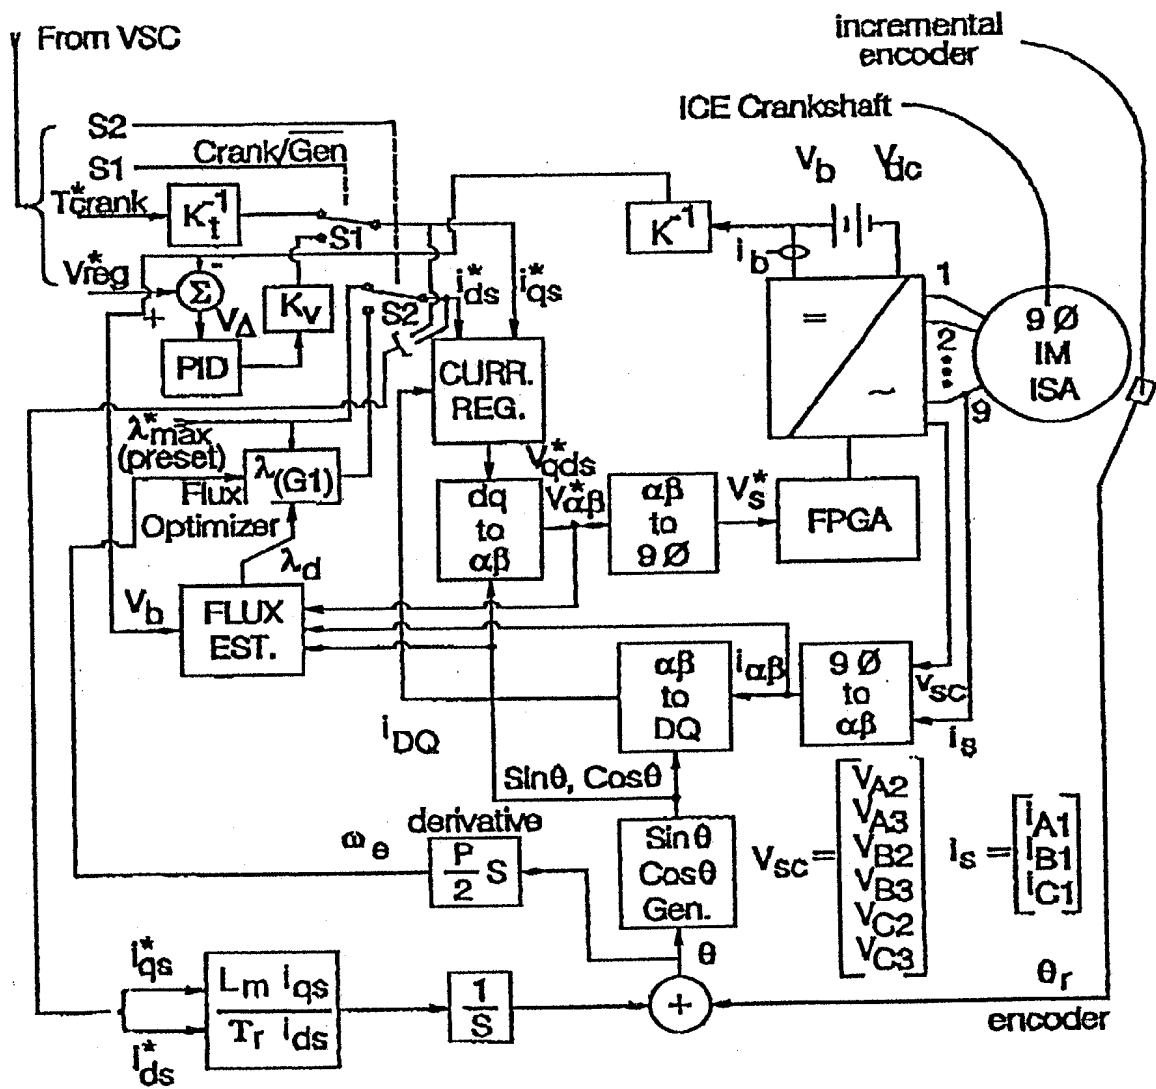 From VSC
incremental
encoder
ICE Crankshaft
S2
S1
Crank/G̅e̅n̅
T*crank
K_t^-1
S1
V*reg
Σ
-
+
V_Δ
K_v
PID
S2
i*ds
i*qs
K^-1
V_b
V_dc
i_b
=
~
1
2
9
9Ø
IM
ISA
CURR.
REG.
λ*max
(preset)
λ(G1)
Flux
Optimizer
λ_d
V*qds
dq
to
αβ
V*αβ
αβ
to
9Ø
V_s*
FPGA
V_b
FLUX
EST.
i_DQ
αβ
to
DQ
i_αβ
9Ø
to
αβ
v_sc
i_s
Sinθ, Cosθ
derivative
ω_e
P/2 S
Sinθ
Cosθ
Gen.
V_sc =
V_A2
V_A3
V_B2
V_B3
V_C2
V_C3
i_s =
i_A1
i_B1
i_C1
θ
θ_r
encoder
i*qs
i*ds
L_m i_qs
T_r i_ds
1
S
+